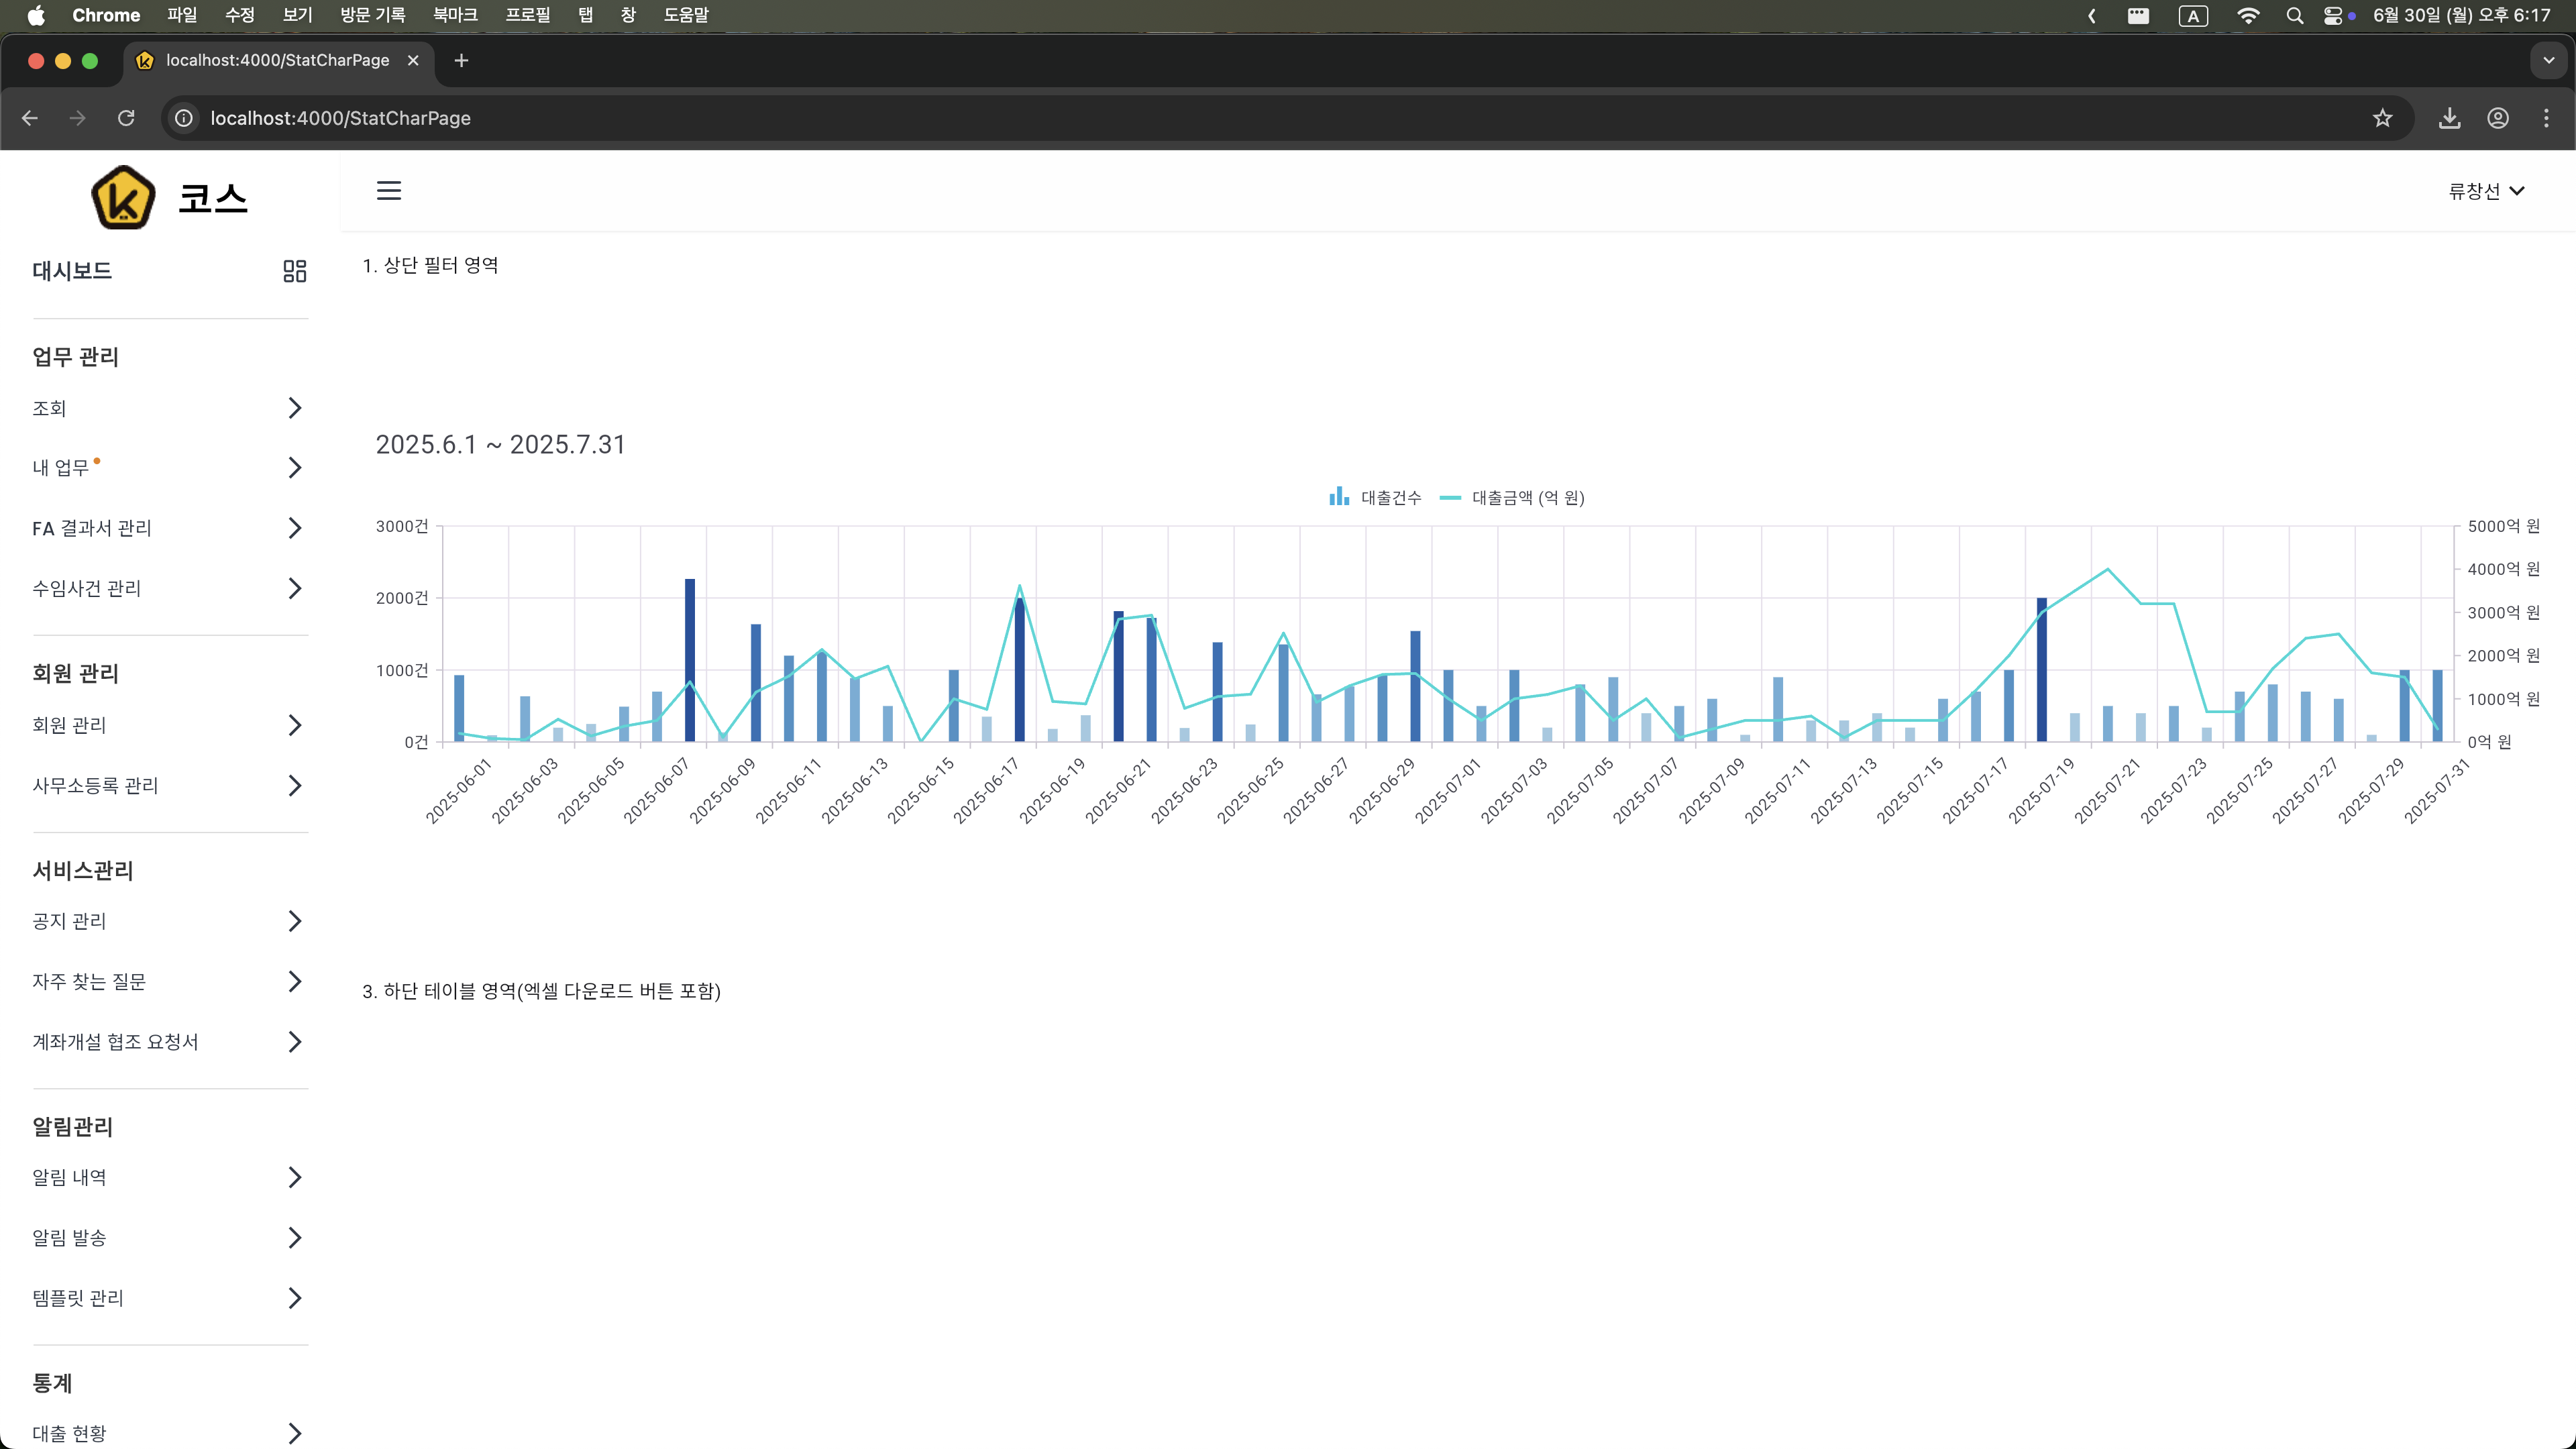 Chrome 파일 수정 보기 방문 기록 북마크 프로필 탭 창 도움말 A 6월 30일 (월) 오후 6:17
localhost:4000/StatCharPage
localhost:4000/StatCharPage
코스
류창선
대시보드
업무 관리
조회
내 업무
FA 결과서 관리
수임사건 관리
회원 관리
회원 관리
사무소등록 관리
서비스관리
공지 관리
자주 찾는 질문
계좌개설 협조 요청서
알림관리
알림 내역
알림 발송
템플릿 관리
통계
대출 현황
1. 상단 필터 영역
2025.6.1 ~ 2025.7.31
대출건수 대출금액 (억 원)
3000건
2000건
1000건
0건
5000억 원
4000억 원
3000억 원
2000억 원
1000억 원
0억 원
2025-06-01
2025-06-03
2025-06-05
2025-06-07
2025-06-09
2025-06-11
2025-06-13
2025-06-15
2025-06-17
2025-06-19
2025-06-21
2025-06-23
2025-06-25
2025-06-27
2025-06-29
2025-07-01
2025-07-03
2025-07-05
2025-07-07
2025-07-09
2025-07-11
2025-07-13
2025-07-15
2025-07-17
2025-07-19
2025-07-21
2025-07-23
2025-07-25
2025-07-27
2025-07-29
2025-07-31
3. 하단 테이블 영역(엑셀 다운로드 버튼 포함)